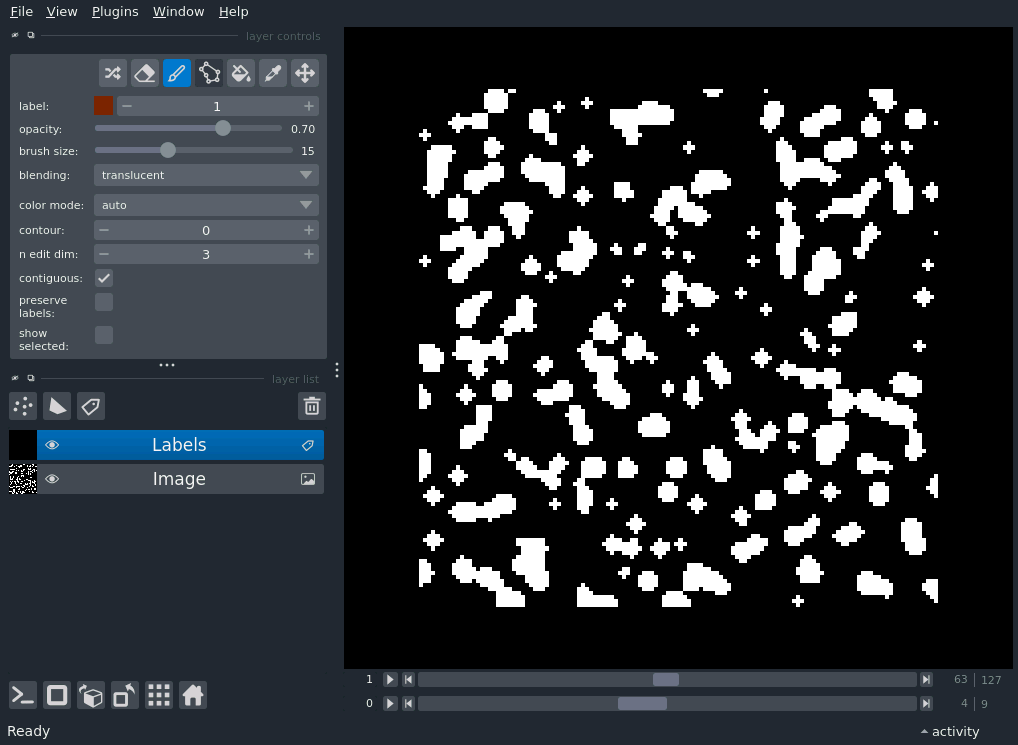 File View Plugins Window Help
layer controls
label: 1
opacity: 0.70
brush size: 15
blending: translucent
color mode: auto
contour: 0
n edit dim: 3
contiguous:
preserve
labels:
show
selected:
layer list
Labels
Image
1 63 127
0 4 9
Ready activity